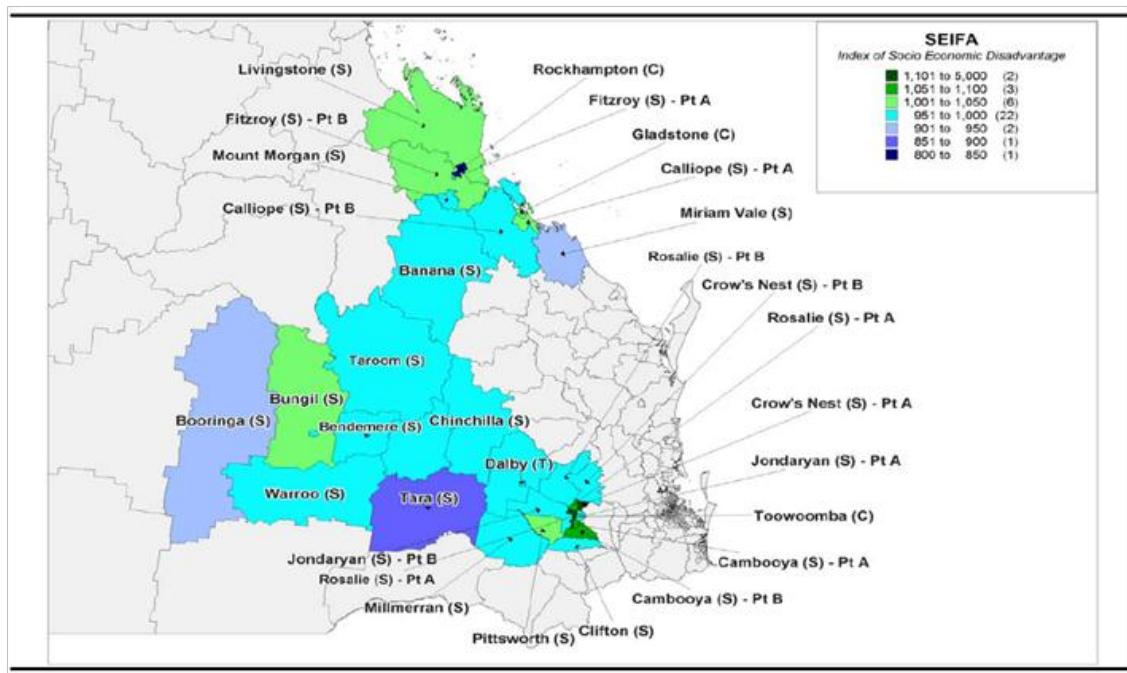 SEIFA
Index of Socio Economic Disadvantage
1,101 to 5,000 (2)
1,051 to 1,100 (3)
1,001 to 1,050 (6)
951 to 1,000 (22)
901 to 950 (2)
851 to 900 (1)
800 to 850 (1)
Livingstone (S)
Rockhampton (C)
Fitzroy (S) - Pt A
Fitzroy (S) - Pt B
Gladstone (C)
Mount Morgan (S)
Calliope (S) - Pt A
Calliope (S) - Pt B
Miriam Vale (S)
Rosalie (S) - Pt B
Banana (S)
Crow's Nest (S) - Pt B
Rosalie (S) - Pt A
Taroom (S)
Crow's Nest (S) - Pt A
Bungil (S)
Booringa (S)
Bendemere (S)
Chinchilla (S)
Dalby (T)
Jondaryan (S) - Pt A
Warroo (S)
Tara (S)
Toowoomba (C)
Jondaryan (S) - Pt B
Cambooya (S) - Pt A
Rosalie (S) - Pt A
Cambooya (S) - Pt B
Millmerran (S)
Clifton (S)
Pittsworth (S)